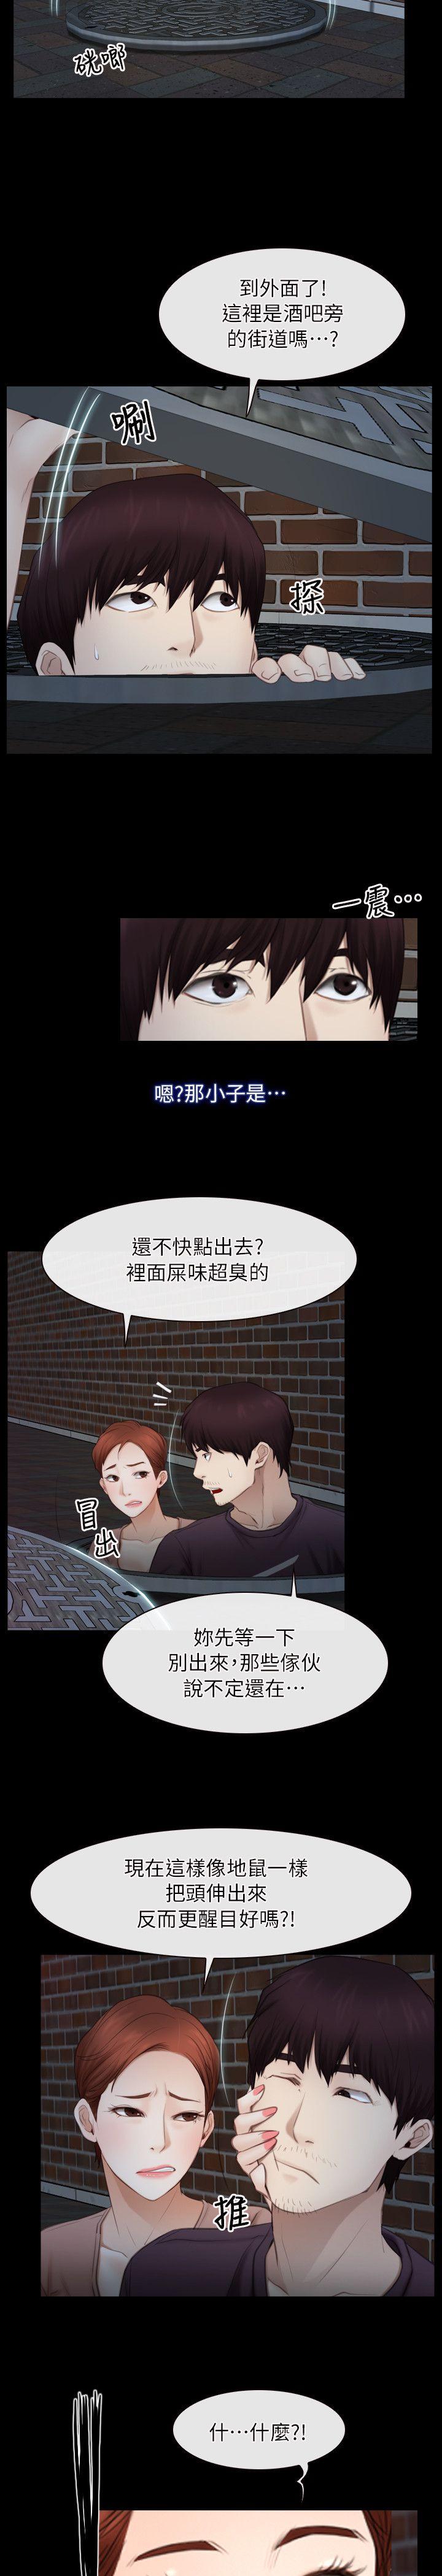 硄啷
到外面了!
這裡是酒吧旁
的街道嗎…?
唰
探
一震…
嗯?那小子是…
還不快點出去?
裡面屎味超臭的
冒出
妳先等一下
別出來,那些傢伙
說不定還在…
現在這樣像地鼠一樣
把頭伸出來
反而更醒目好嗎?!
推
什…什麼?!